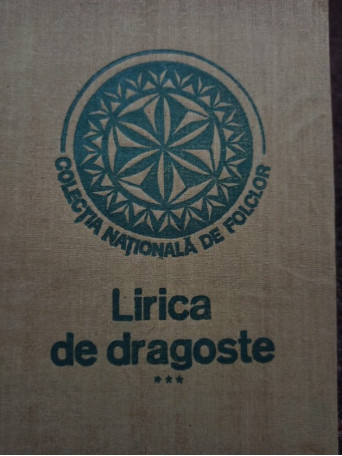 COLECȚIA NAȚIONALĂ DE FOLCLOR
Lirica
de dragoste
***